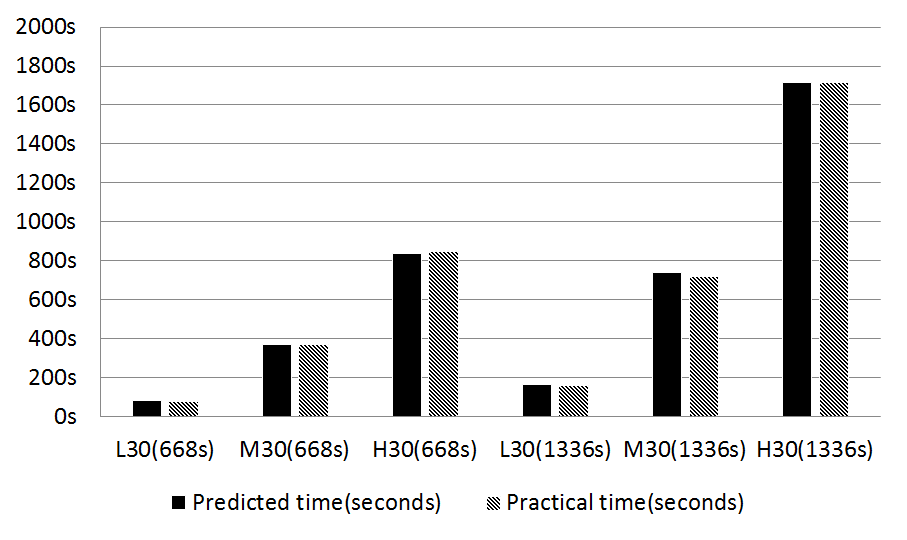 2000s
1800s
1600s
1400s
1200s
1000s
800s
600s
400s
200s
0s
L30(668s) M30(668s) H30(668s) L30(1336s) M30(1336s) H30(1336s)
Predicted time(seconds) Practical time(seconds)